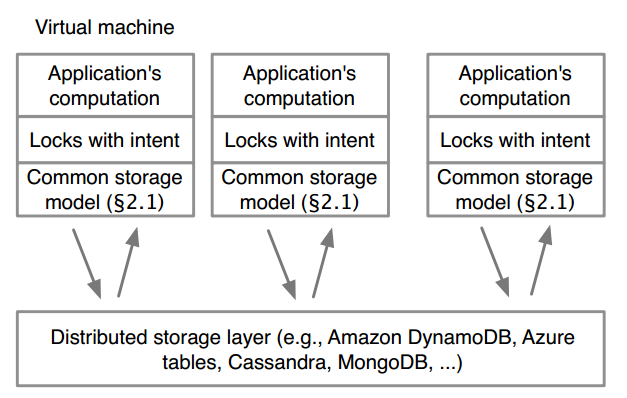 Virtual machine
Application's
computation
Locks with intent
Common storage
model (§2.1)
Application's
computation
Locks with intent
Common storage
model (§2.1)
Application's
computation
Locks with intent
Common storage
model (§2.1)
Distributed storage layer (e.g., Amazon DynamoDB, Azure
tables, Cassandra, MongoDB, ...)